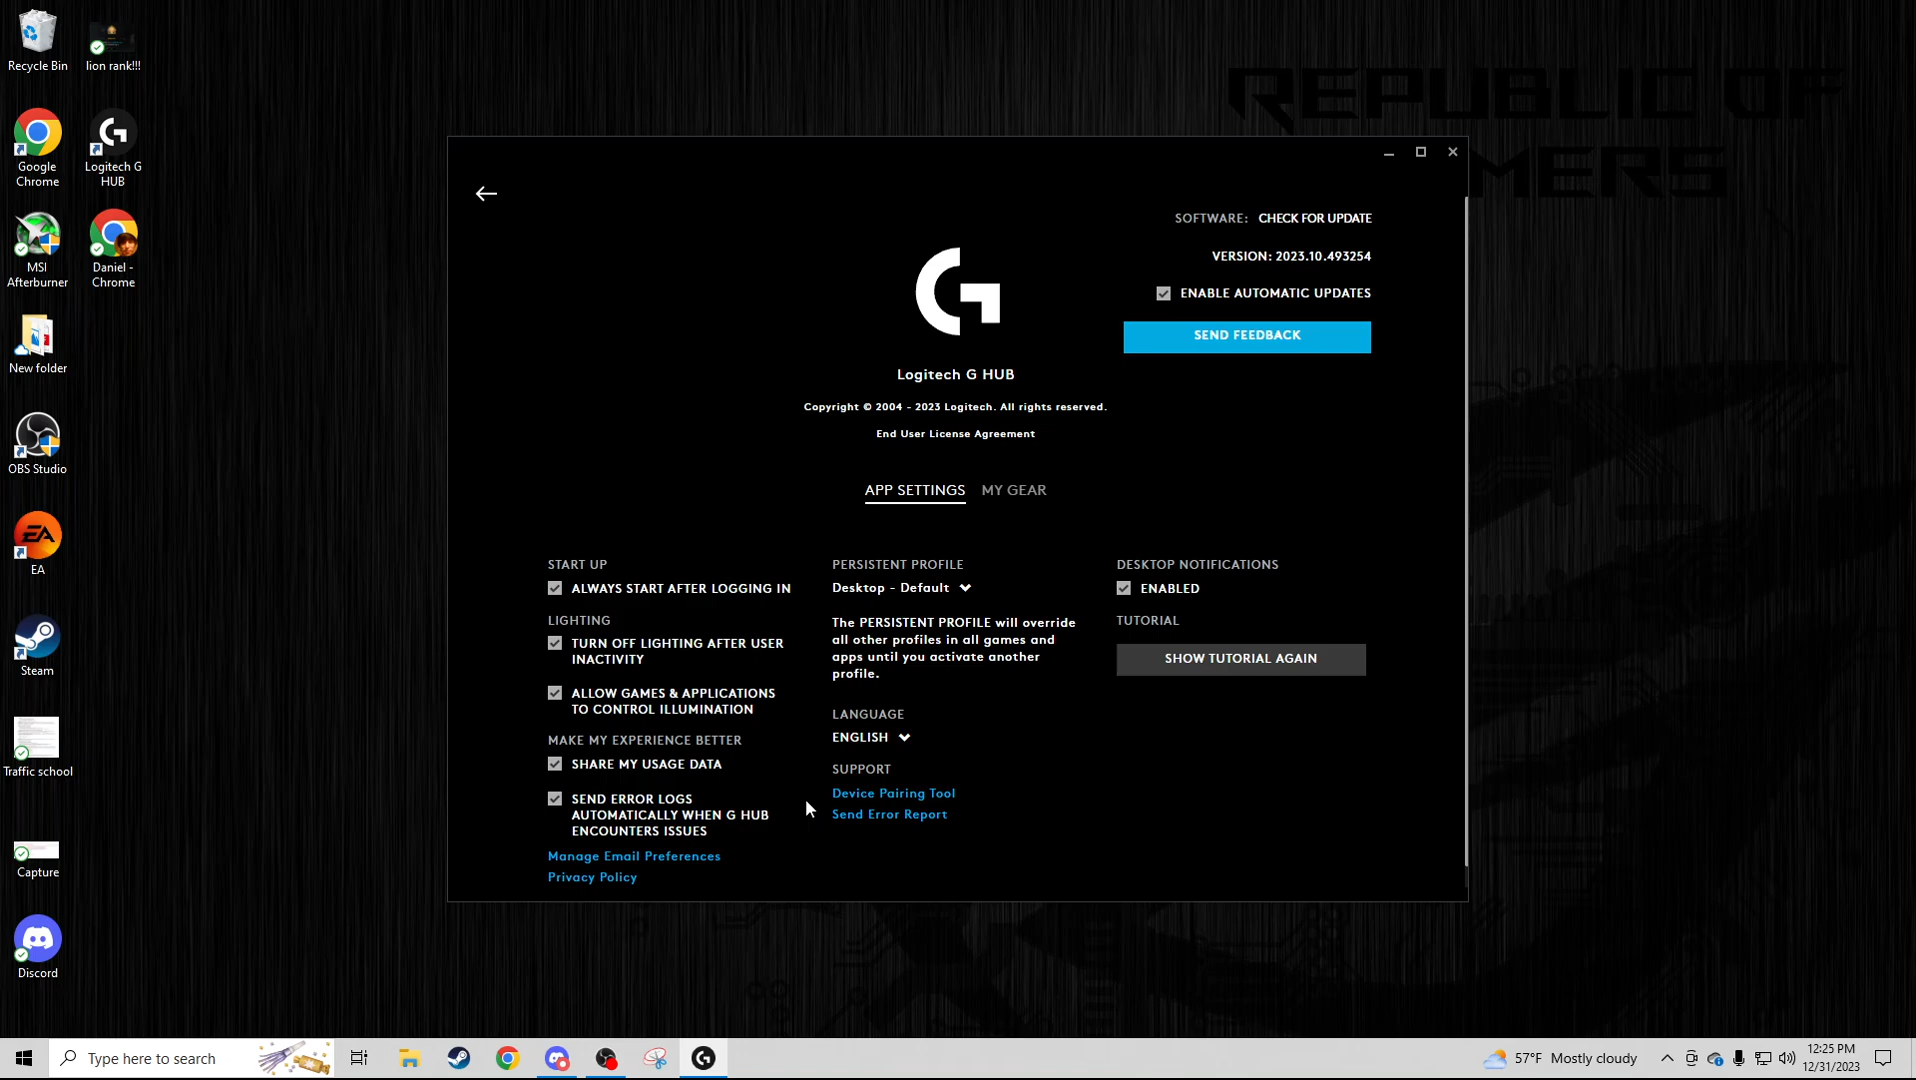 Recycle Bin
lion rank!!!
Google
Chrome
Logitech G
HUB
MSI
Afterburner
Daniel -
Chrome
New folder
OBS Studio
EA
EA
Steam
Traffic school
Capture
Discord
REPUBLIC OF
MERS
SOFTWARE: CHECK FOR UPDATE
VERSION: 2023.10.493254
ENABLE AUTOMATIC UPDATES
SEND FEEDBACK
Logitech G HUB
Copyright © 2004 - 2023 Logitech. All rights reserved.
End User License Agreement
APP SETTINGS
MY GEAR
START UP
ALWAYS START AFTER LOGGING IN
LIGHTING
TURN OFF LIGHTING AFTER USER
INACTIVITY
ALLOW GAMES & APPLICATIONS
TO CONTROL ILLUMINATION
MAKE MY EXPERIENCE BETTER
SHARE MY USAGE DATA
SEND ERROR LOGS
AUTOMATICALLY WHEN G HUB
ENCOUNTERS ISSUES
Manage Email Preferences
Privacy Policy
PERSISTENT PROFILE
Desktop - Default
The PERSISTENT PROFILE will override
all other profiles in all games and
apps until you activate another
profile.
LANGUAGE
ENGLISH
SUPPORT
Device Pairing Tool
Send Error Report
DESKTOP NOTIFICATIONS
ENABLED
TUTORIAL
SHOW TUTORIAL AGAIN
Type here to search
57°F Mostly cloudy
12:25 PM
12/31/2023